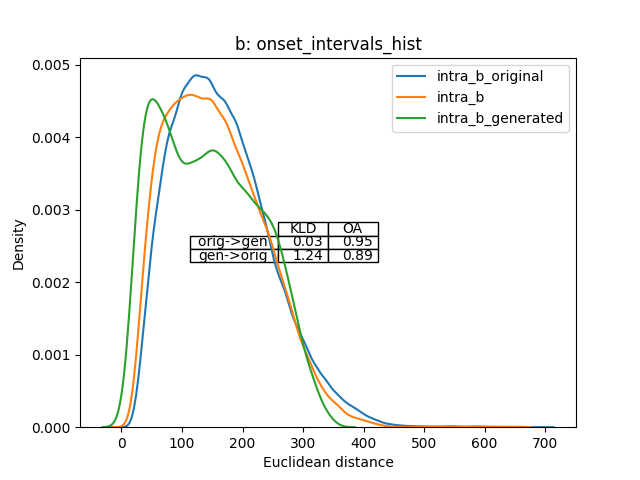 b: onset_intervals_hist
intra_b_original
intra_b
intra_b_generated
0.005
0.004
0.003
0.002
0.001
0.000
Density
KLD OA
orig->gen 0.03 0.95
gen->orig 1.24 0.89
0 100 200 300 400 500 600 700
Euclidean distance